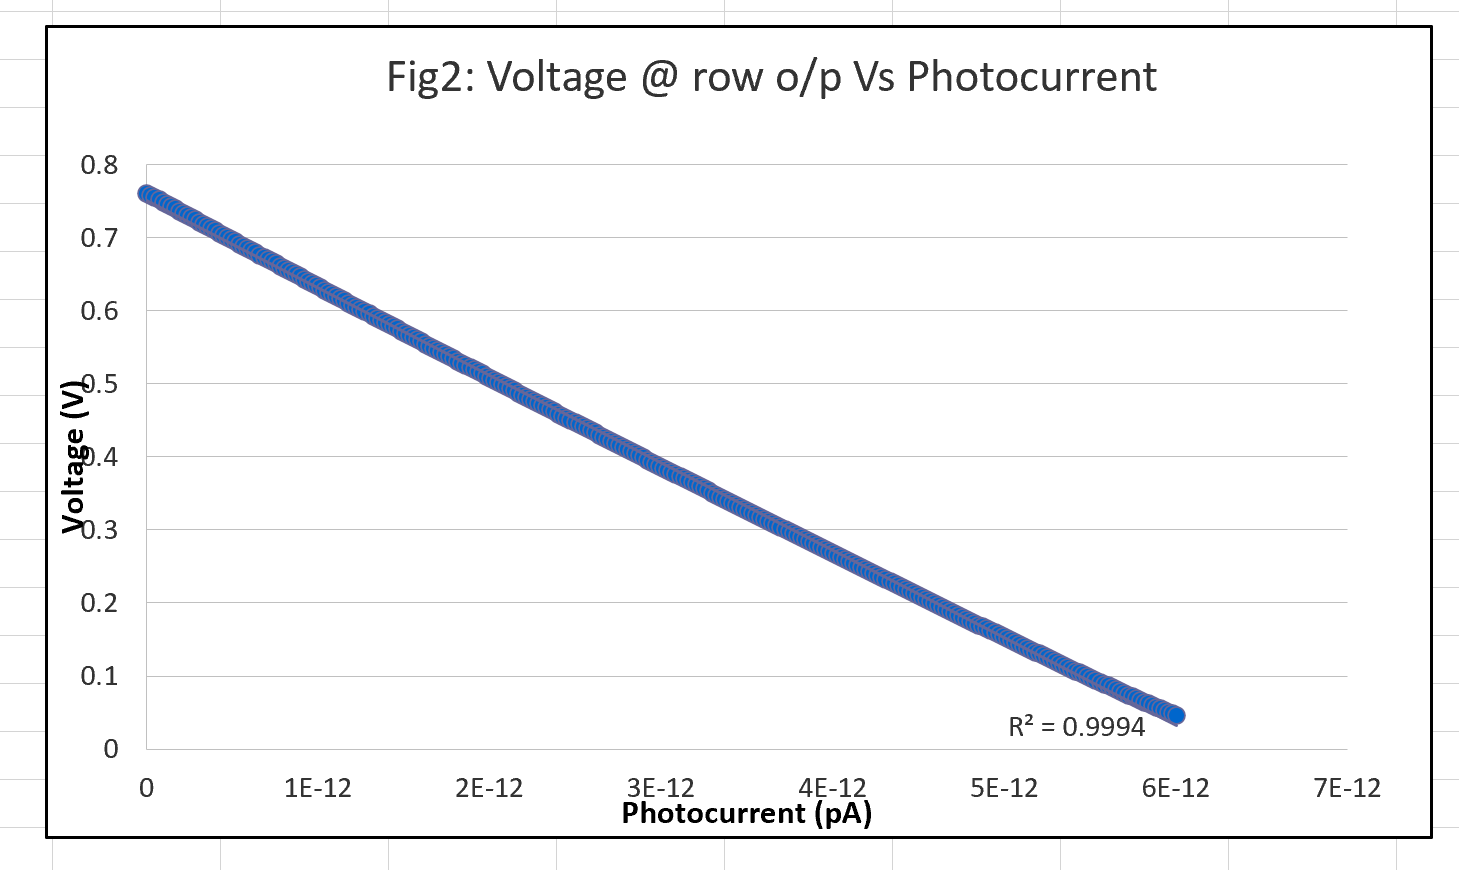 Fig2: Voltage @ row o/p Vs Photocurrent
0.8
0.7
0.6
0.5
0.4
0.3
0.2
0.1
0
Voltage (V)
R² = 0.9994
0 1E-12 2E-12 3E-12 4E-12 5E-12 6E-12 7E-12
Photocurrent (pA)